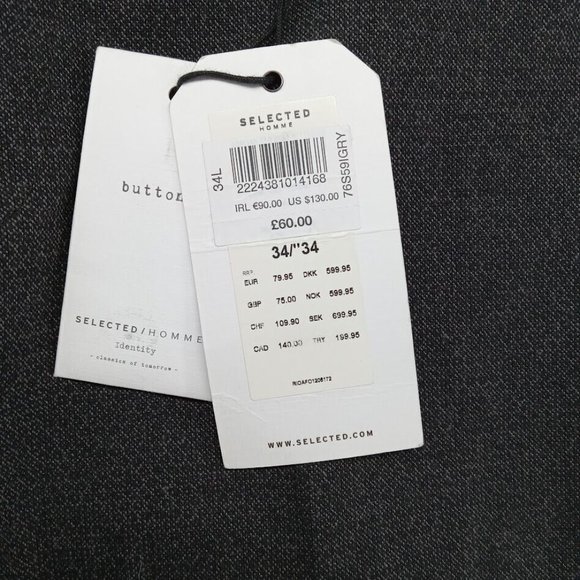 button
SELECTED/HOMME
Identity
- classics of tomorrow -
SELECTED
HOMME
34L
2224381014168
76S59IGRY
IRL €90.00 US $130.00
£60.00
34/"34
RRP
EUR 79.95 DKK 599.95
GBP 75.00 NOK 599.95
CHF 109.90 SEK 699.95
CAD 140.00 TRY 199.95
WWW.SELECTED.COM